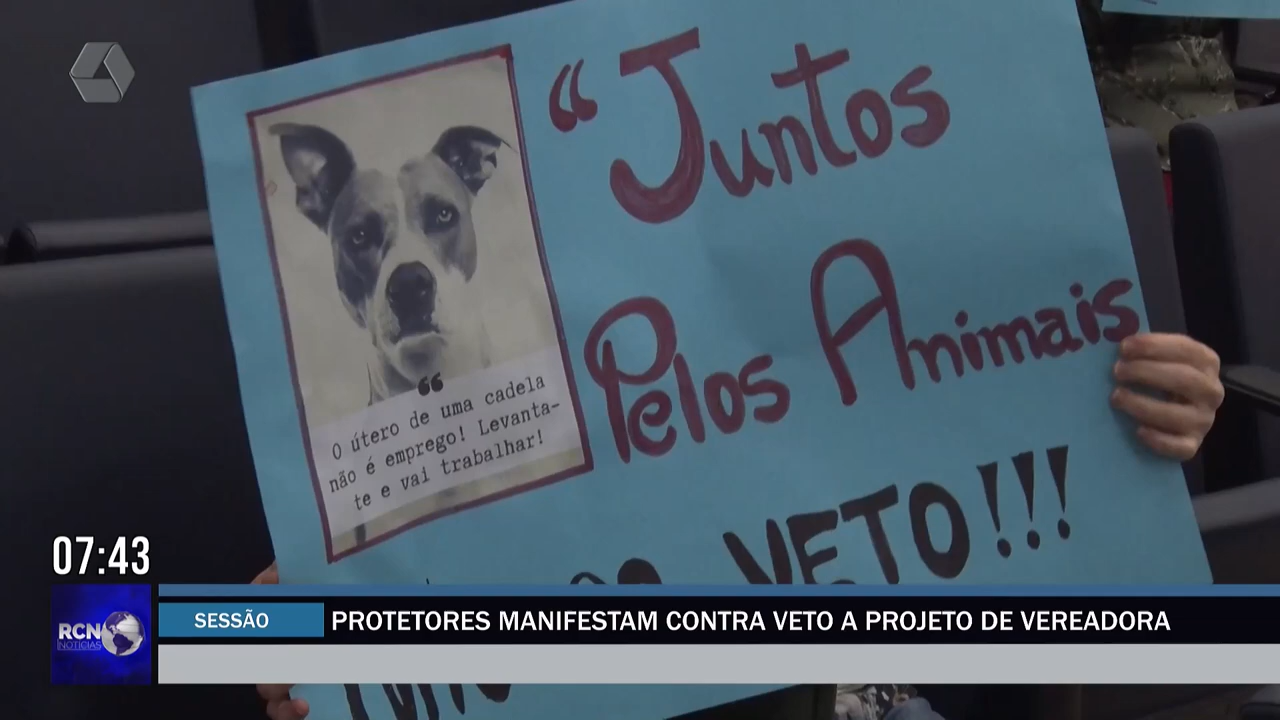 “Juntos
Pelos Animais
VETO!!!
“
O útero de uma cadela
não é emprego! Levanta-
te e vai trabalhar!
07:43
RCN
NOTÍCIAS
SESSÃO
PROTETORES MANIFESTAM CONTRA VETO A PROJETO DE VEREADORA